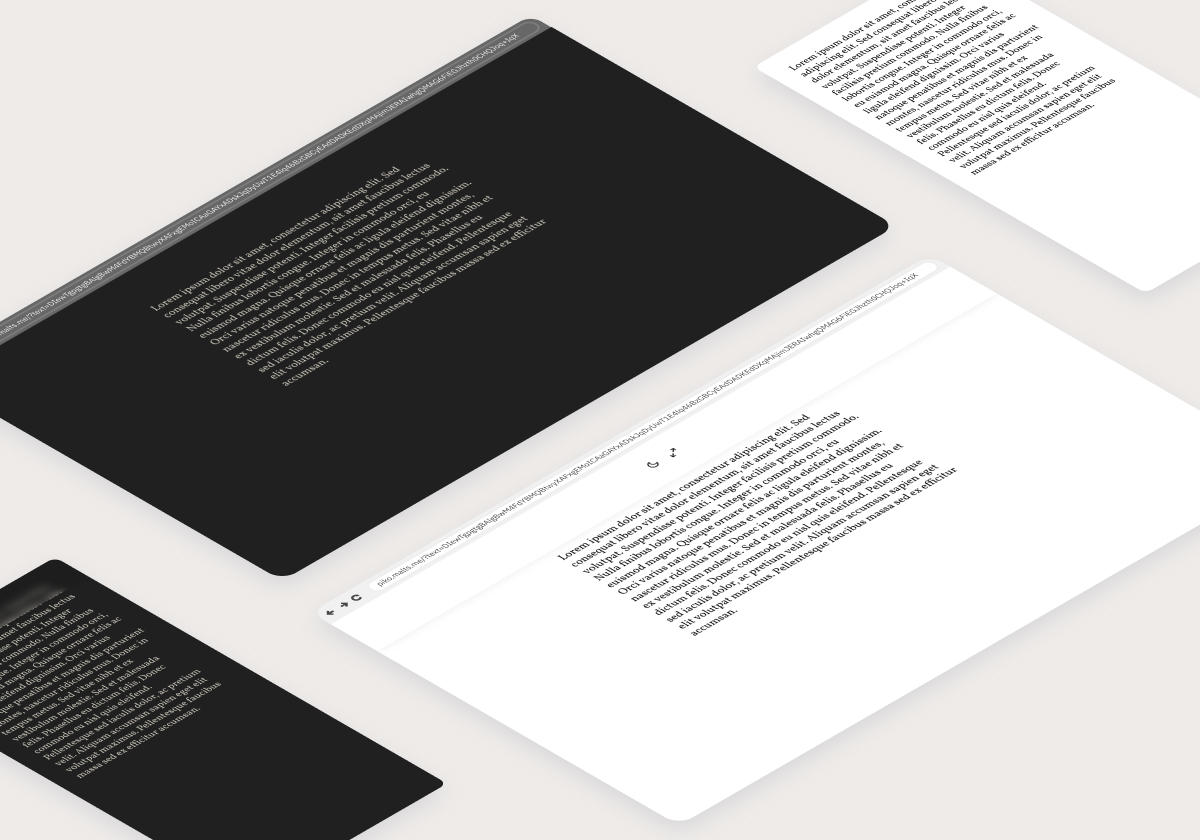 Lorem ipsum dolor sit amet, consectetur adipiscing elit. Sed
consequat libero vitae dolor elementum, sit amet faucibus lectus
volutpat. Suspendisse potenti. Integer facilisis pretium commodo.
Nulla finibus lobortis congue. Integer in commodo orci, eu
euismod magna. Quisque ornare felis ac ligula eleifend dignissim.
Orci varius natoque penatibus et magnis dis parturient montes,
nascetur ridiculus mus. Donec in tempus metus. Sed vitae nibh et
ex vestibulum molestie. Sed et malesuada felis. Phasellus eu
dictum felis. Donec commodo eu nisl quis eleifend. Pellentesque
sed iaculis dolor, ac pretium velit. Aliquam accumsan sapien eget
elit volutpat maximus. Pellentesque faucibus massa sed ex efficitur
accumsan.
Lorem ipsum dolor sit amet,
adipiscing elit. Sed consequat libero
dolor elementum, sit amet faucibus
volutpat. Suspendisse potenti. Integer
facilisis pretium commodo. Nulla finibus
lobortis congue. Integer in commodo orci,
eu euismod magna. Quisque ornare felis ac
ligula eleifend dignissim. Orci varius
natoque penatibus et magnis dis parturient
montes, nascetur ridiculus mus. Donec in
tempus metus. Sed vitae nibh et ex
vestibulum molestie. Sed et malesuada
felis. Phasellus eu dictum felis. Donec
commodo eu nisl quis eleifend.
Pellentesque sed iaculis dolor, ac pretium
velit. Aliquam accumsan sapien eget elit
volutpat maximus. Pellentesque faucibus
massa sed ex efficitur accumsan.
Lorem ipsum dolor sit amet, consectetur adipiscing elit. Sed
consequat libero vitae dolor elementum, sit amet faucibus lectus
volutpat. Suspendisse potenti. Integer facilisis pretium commodo.
Nulla finibus lobortis congue. Integer in commodo orci, eu
euismod magna. Quisque ornare felis ac ligula eleifend dignissim.
Orci varius natoque penatibus et magnis dis parturient montes,
nascetur ridiculus mus. Donec in tempus metus. Sed vitae nibh et
ex vestibulum molestie. Sed et malesuada felis. Phasellus eu
dictum felis. Donec commodo eu nisl quis eleifend. Pellentesque
sed iaculis dolor, ac pretium velit. Aliquam accumsan sapien eget
elit volutpat maximus. Pellentesque faucibus massa sed ex efficitur
accumsan.
amet faucibus lectus
potenti. Integer
commodo. Nulla finibus
Integer in commodo orci,
magna. Quisque ornare felis ac
eleifend dignissim. Orci varius
penatibus et magnis dis parturient
montes, nascetur ridiculus mus. Donec in
tempus metus. Sed vitae nibh et ex
vestibulum molestie. Sed et malesuada
felis. Phasellus eu dictum felis. Donec
commodo eu nisl quis eleifend.
Pellentesque sed iaculis dolor, ac pretium
velit. Aliquam accumsan sapien eget elit
volutpat maximus. Pellentesque faucibus
massa sed ex efficitur accumsan.